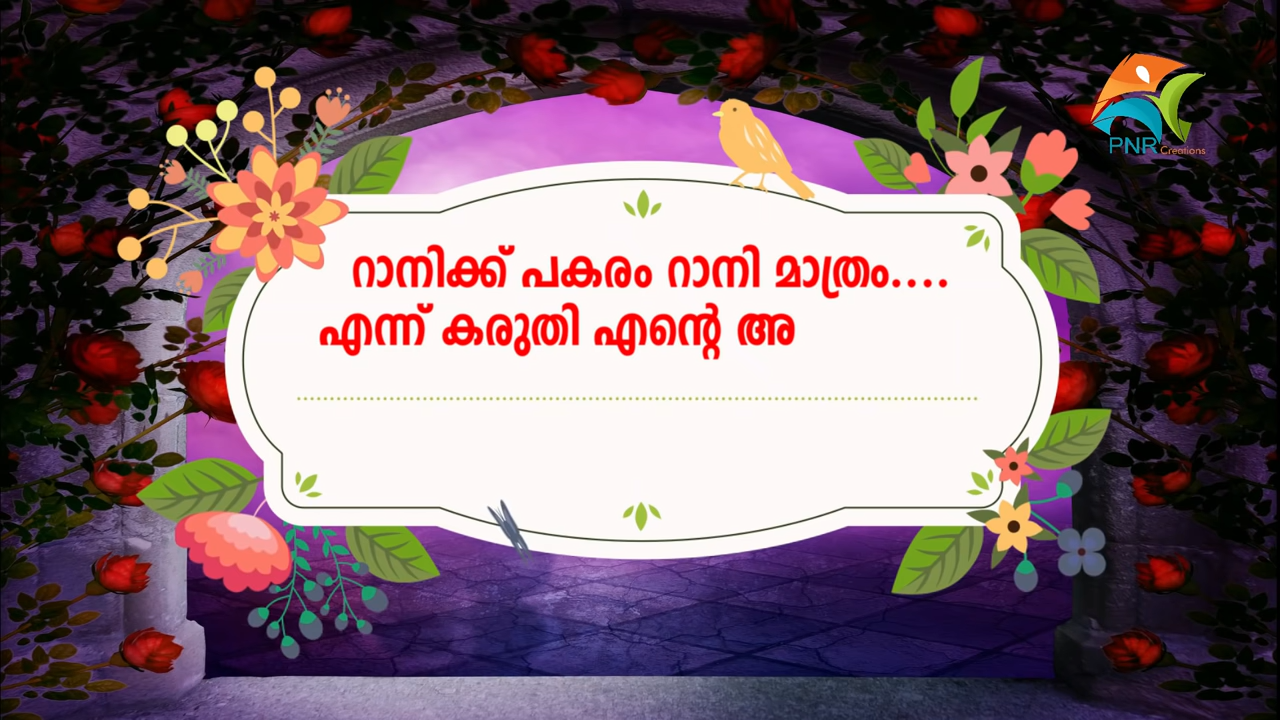 PNR Creations
റാനിക്ക് പകരം റാനി മാത്രം....
എന്ന് കരുതി എന്റെ അ